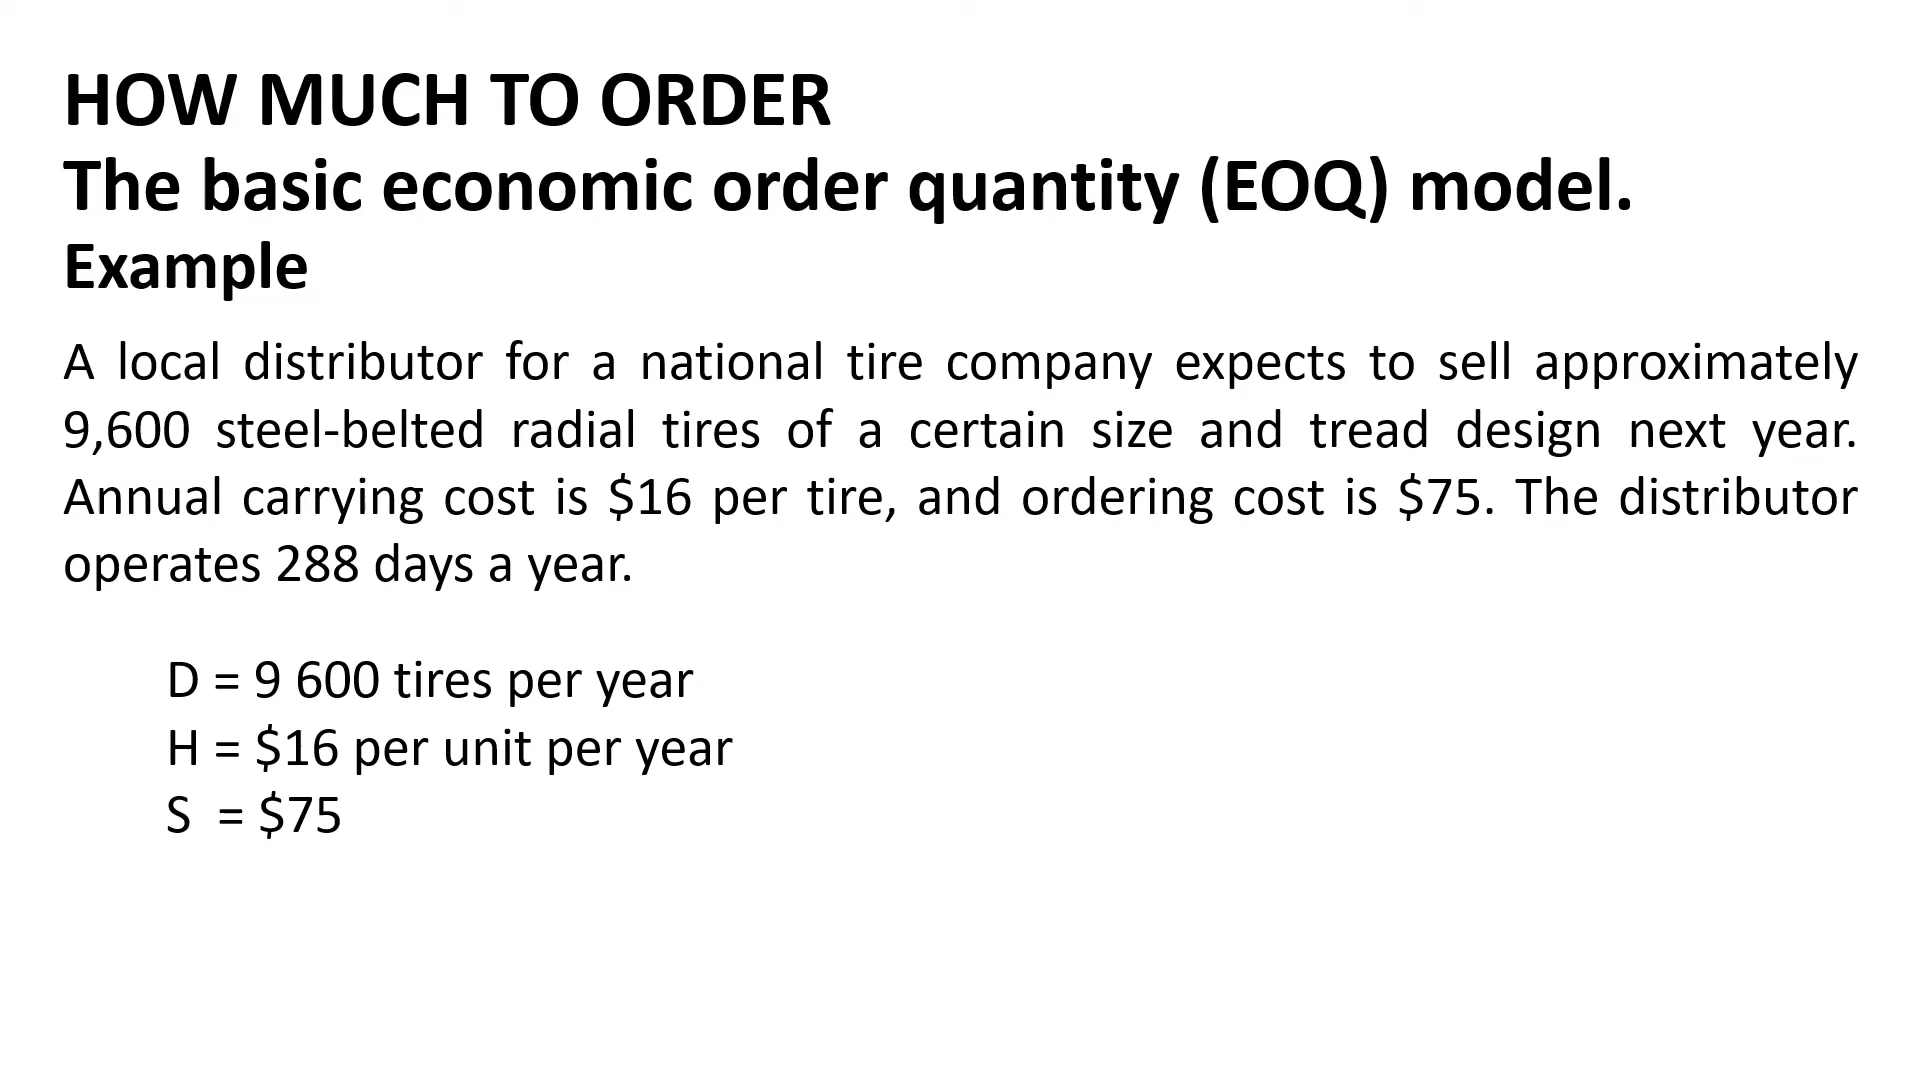 HOW MUCH TO ORDER
The basic economic order quantity (EOQ) model.
Example
A local distributor for a national tire company expects to sell approximately
9,600 steel-belted radial tires of a certain size and tread design next year.
Annual carrying cost is $16 per tire, and ordering cost is $75. The distributor
operates 288 days a year.
D = 9 600 tires per year
H = $16 per unit per year
S = $75